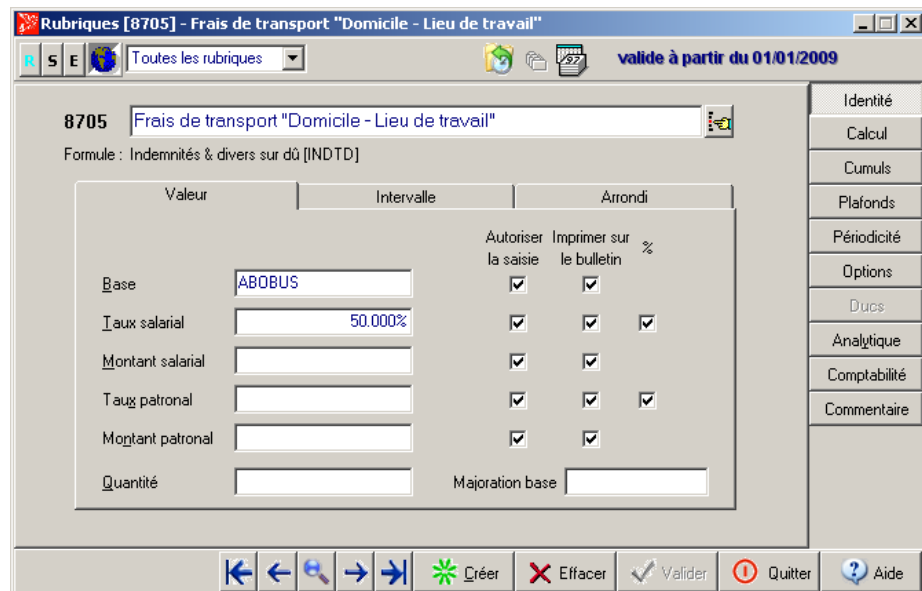 Rubriques [8705] - Frais de transport "Domicile - Lieu de travail"
R S E Toutes les rubriques valide à partir du 01/01/2009
Identité
8705 Frais de transport "Domicile - Lieu de travail"
Calcul
Formule : Indemnités & divers sur dû [INDTD]
Cumuls
Valeur Intervalle Arrondi
Plafonds
Autoriser la saisie Imprimer sur le bulletin %
Périodicité
Base ABOBUS
Options
Ducs
Taux salarial 50.000%
Analytique
Montant salarial
Comptabilité
Taux patronal
Commentaire
Montant patronal
Quantité Majoration base
Créer Effacer Valider Quitter Aide